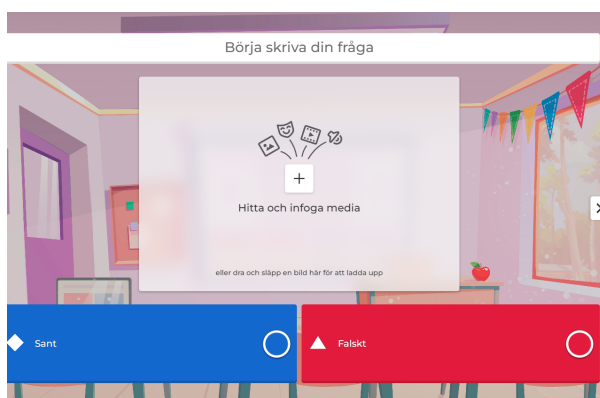 Börja skriva din fråga
Hitta och infoga media
eller dra och släpp en bild här för att ladda upp
Sant
Falskt